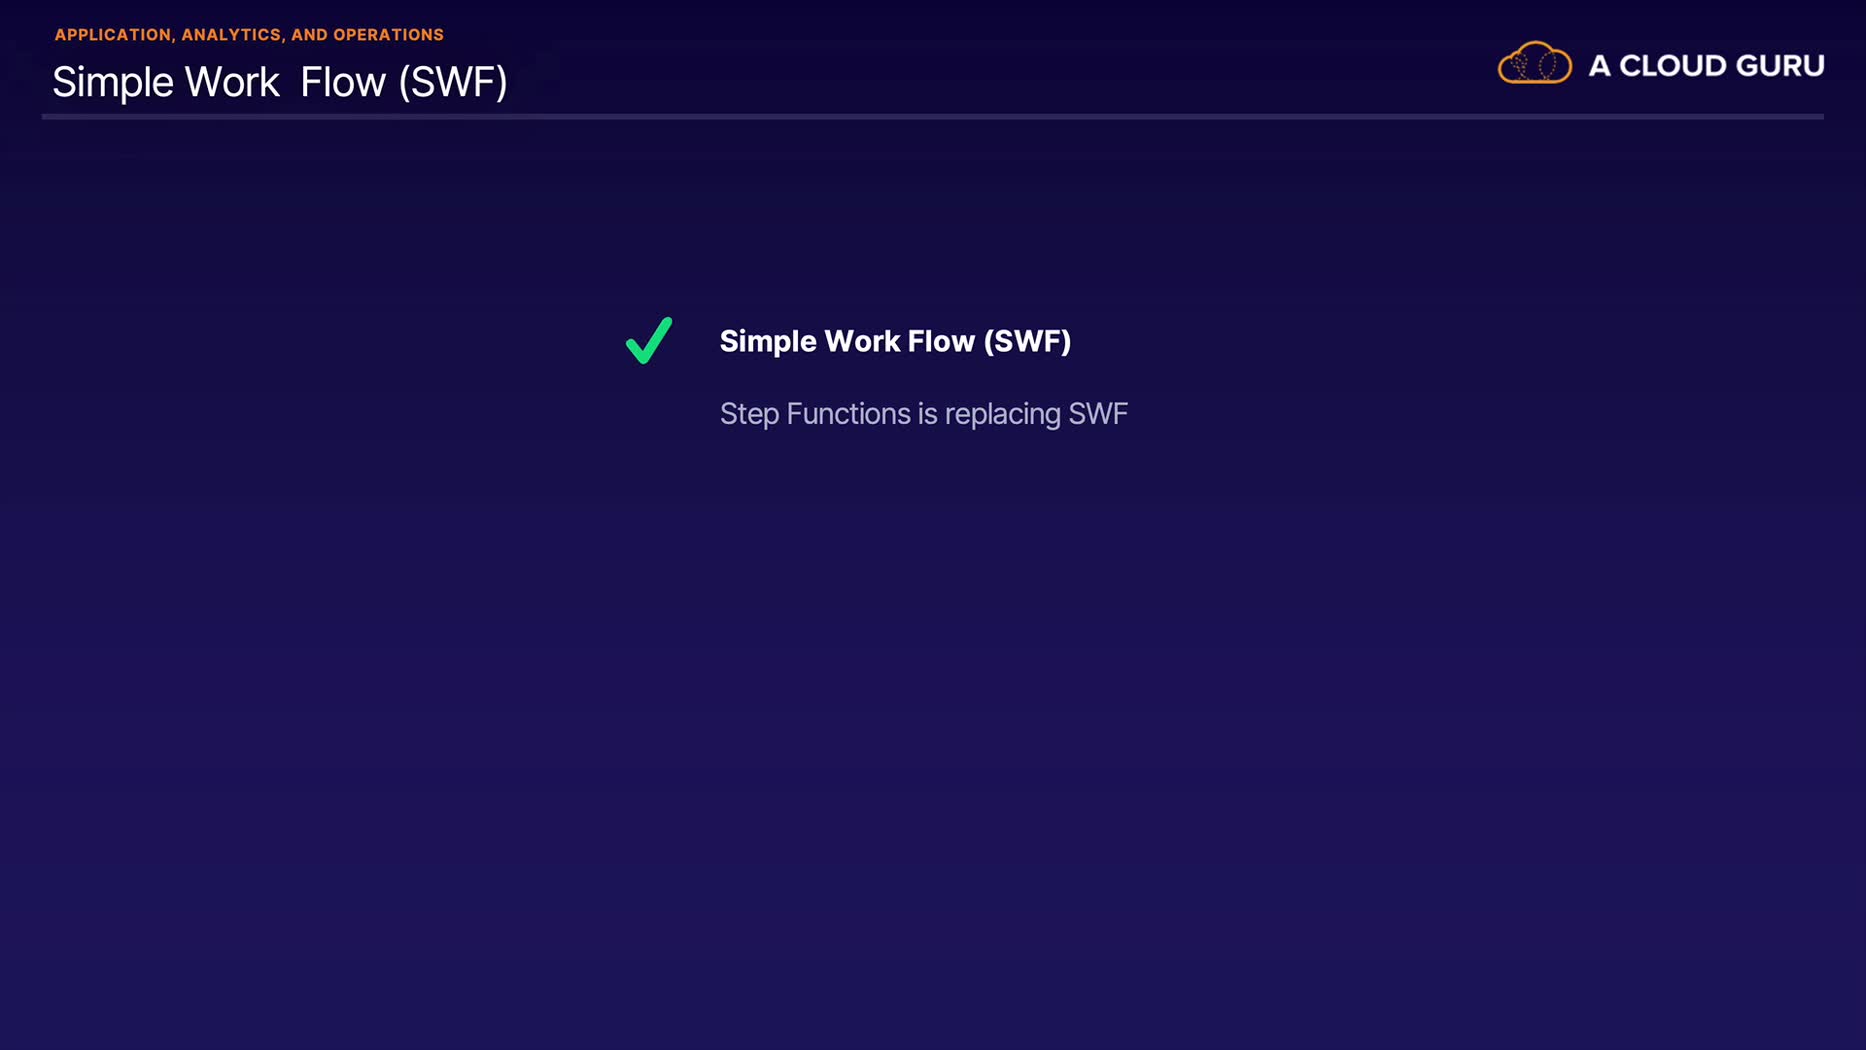 APPLICATION, ANALYTICS, AND OPERATIONS
Simple Work  Flow (SWF)
A CLOUD GURU
Simple Work Flow (SWF)
Step Functions is replacing SWF